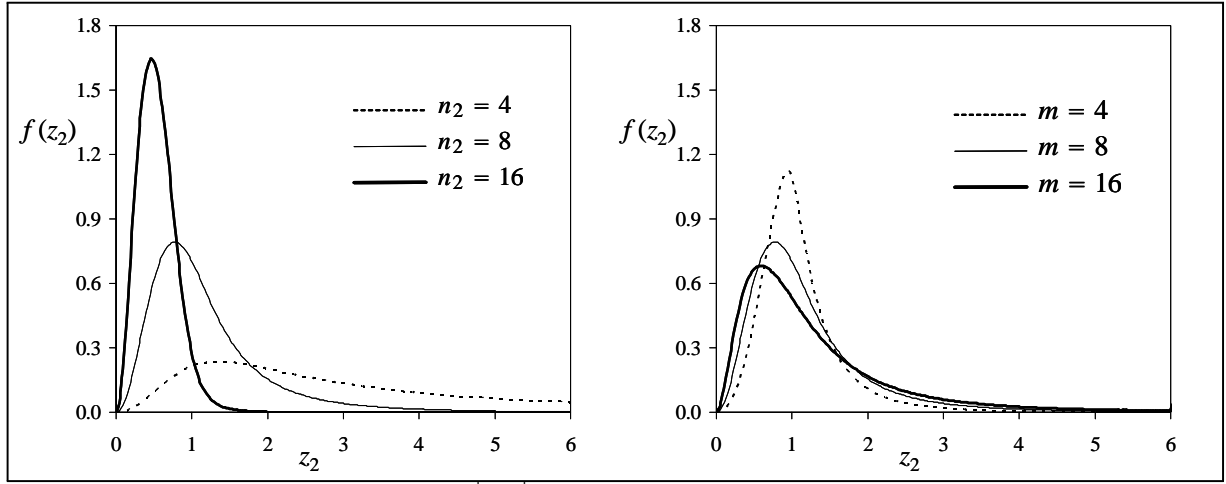 1.8
1.5
1.2
0.9
0.6
0.3
0.0
f(z₂)
n₂ = 4
n₂ = 8
n₂ = 16
0 1 2 3 4 5 6
z₂
1.8
1.5
1.2
0.9
0.6
0.3
0.0
f(z₂)
m = 4
m = 8
m = 16
0 1 2 3 4 5 6
z₂